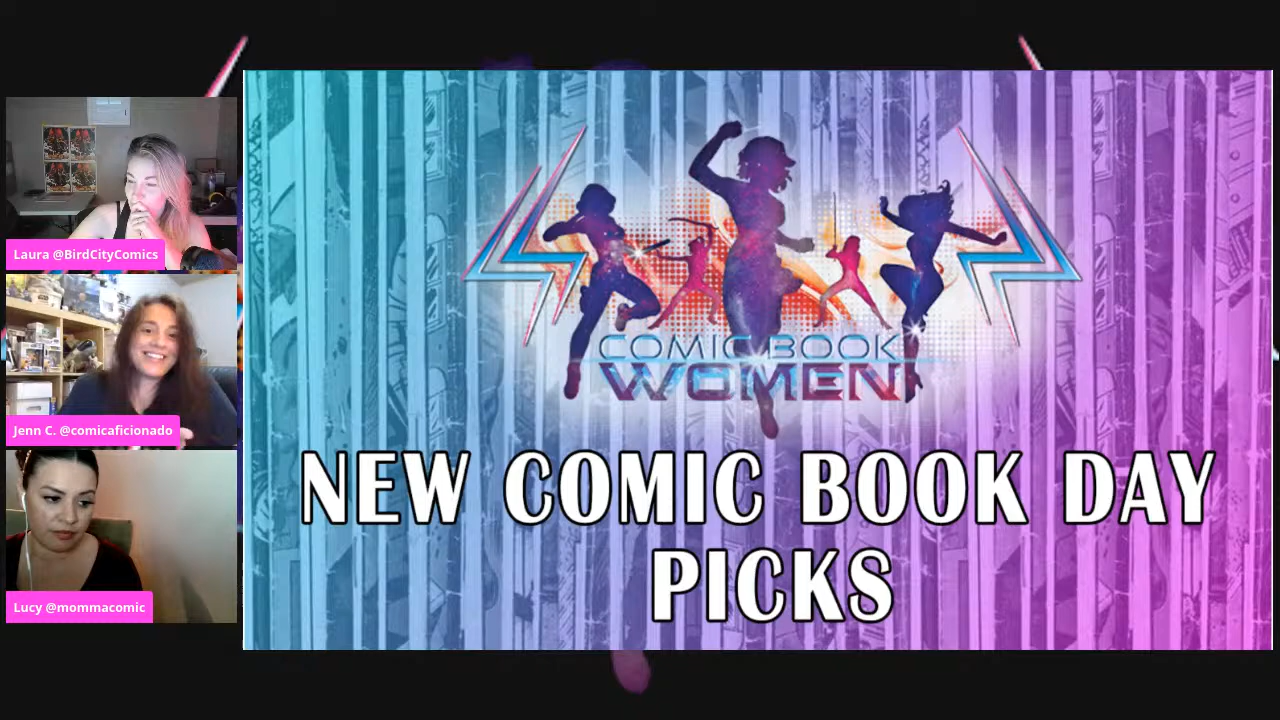 Laura @BirdCityComics
Jenn C. @comicaficionado
Lucy @mommacomic
COMIC BOOK
WOMEN
NEW COMIC BOOK DAY
PICKS